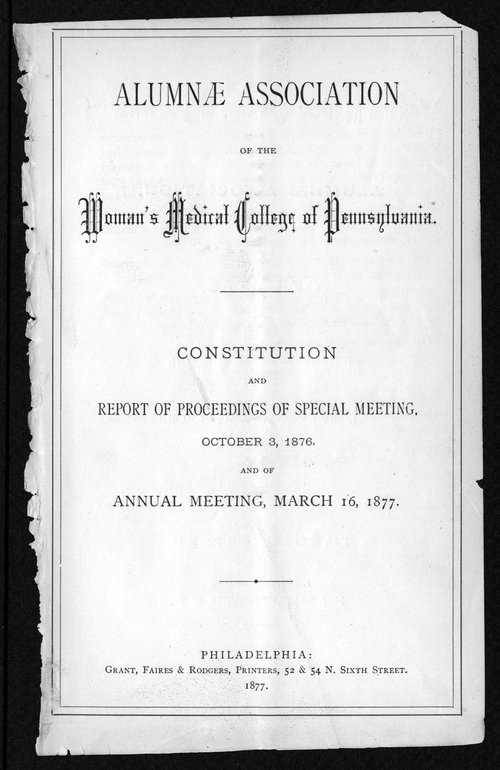 ALUMNÆ ASSOCIATION
OF THE
Woman's Medical College of Pennsylvania.
CONSTITUTION
AND
REPORT OF PROCEEDINGS OF SPECIAL MEETING,
OCTOBER 3, 1876.
AND OF
ANNUAL MEETING, MARCH 16, 1877.
PHILADELPHIA:
GRANT, FAIRES & RODGERS, PRINTERS, 52 & 54 N. SIXTH STREET.
1877.